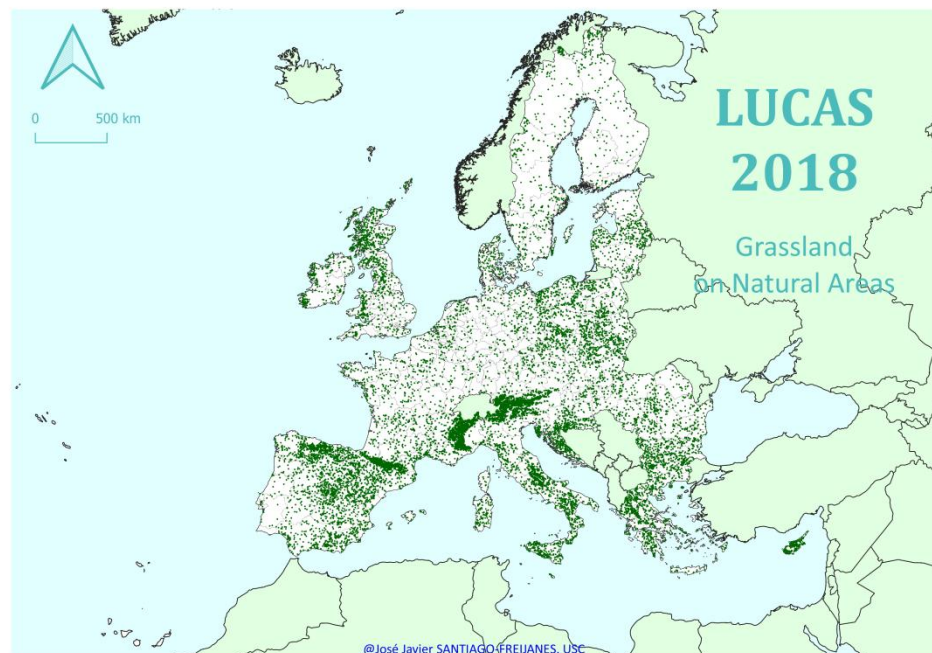 0 500 km
LUCAS
2018
Grassland
on Natural Areas
@José Javier SANTIAGO-FREIJANES, USC